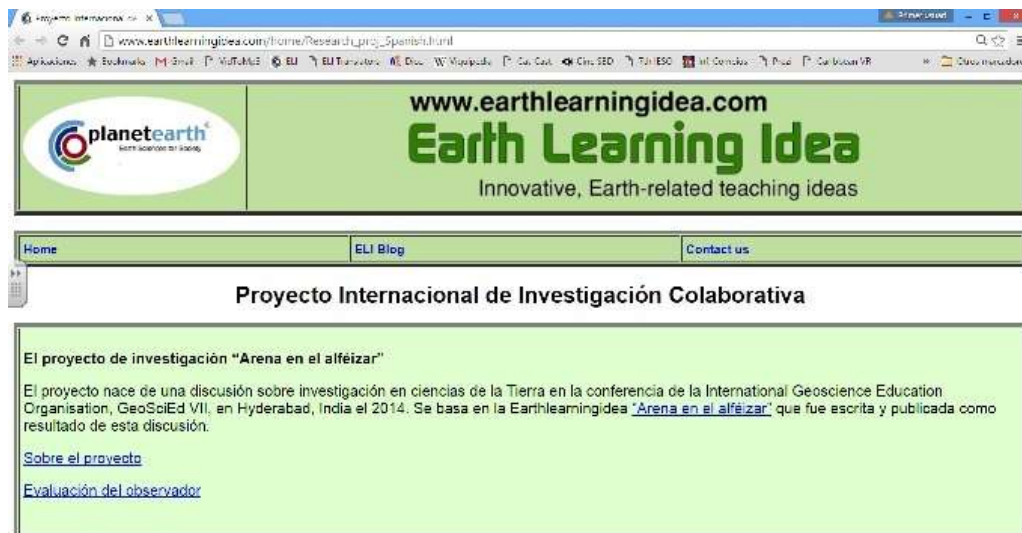 www.earthlearningidea.com/home/Research_proj_Spanish.html
Aplicaciones Bookmarks Gmail
planetearth
Earth Sciences for Society
www.earthlearningidea.com
Earth Learning Idea
Innovative, Earth-related teaching ideas
Home ELI Blog Contact us
Proyecto Internacional de Investigación Colaborativa
El proyecto de investigación “Arena en el alféizar”
El proyecto nace de una discusión sobre investigación en ciencias de la Tierra en la conferencia de la International Geoscience Education
Organisation, GeoSciEd VII, en Hyderabad, India el 2014. Se basa en la Earthlearningidea "Arena en el alféizar" que fue escrita y publicada como
resultado de esta discusión.
Sobre el proyecto
Evaluación del observador